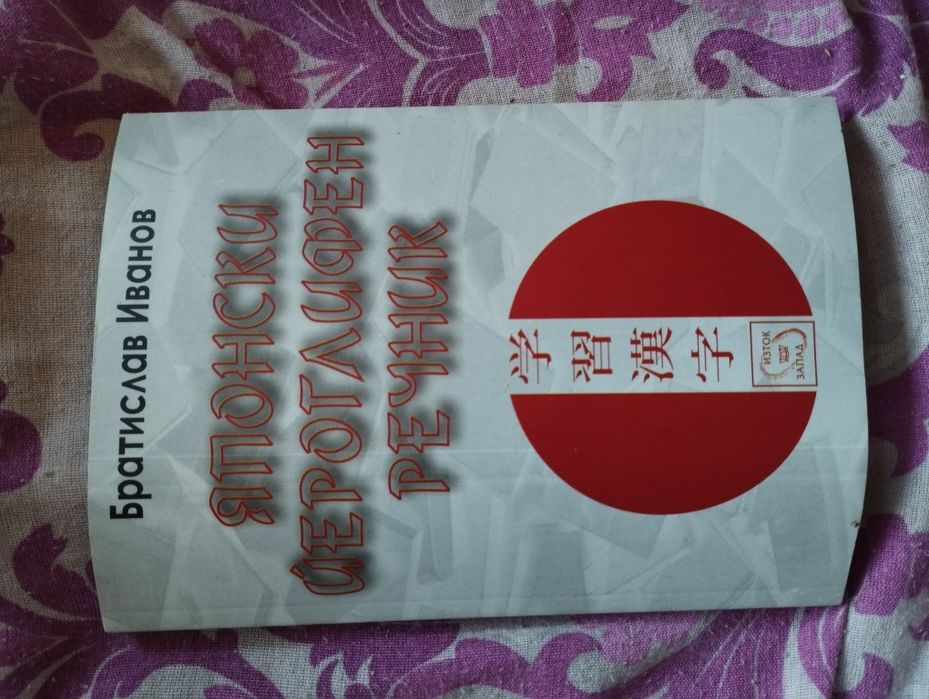 Братислав Иванов
ЯПОНСКИ
ЙЕРОГЛИФЕН
РЕЧНИК
学習漢字
ИЗТОК
ЗАПАД